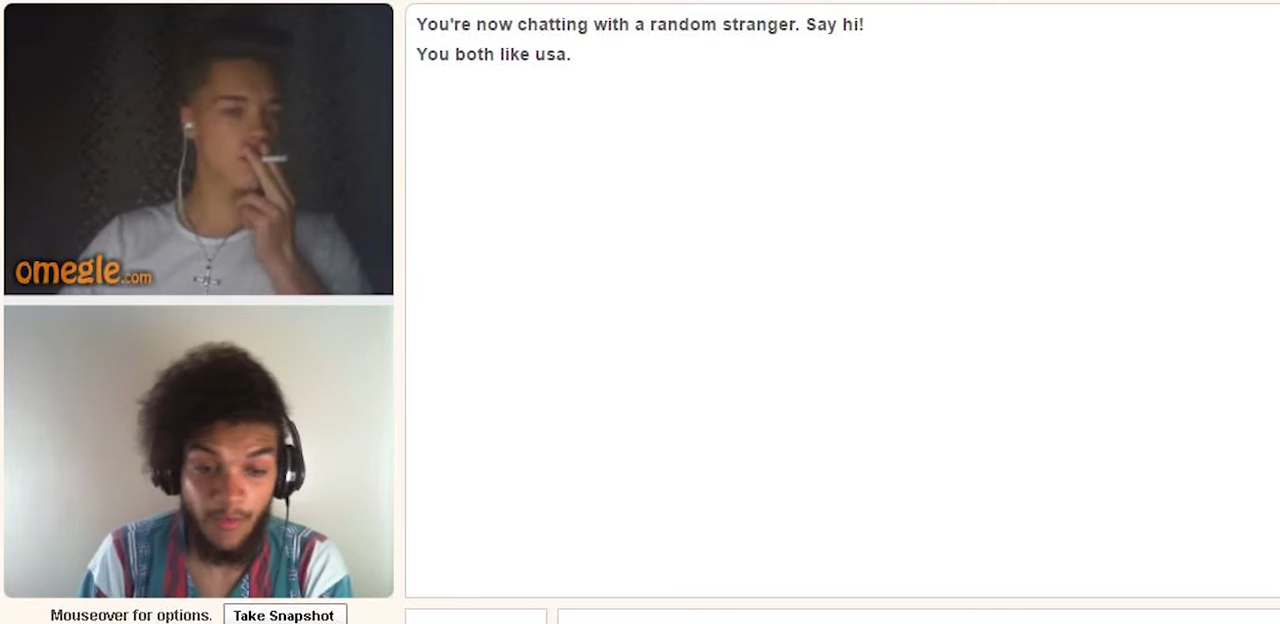 You're now chatting with a random stranger. Say hi!
You both like usa.
omegle.com
Mouseover for options.
Take Snapshot